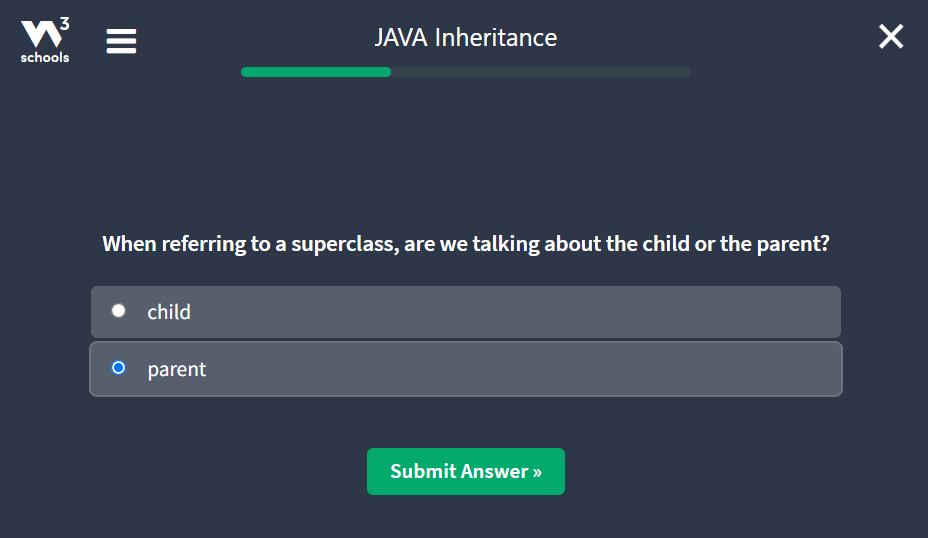 3
schools
JAVA Inheritance
When referring to a superclass, are we talking about the child or the parent?
child
parent
Submit Answer »